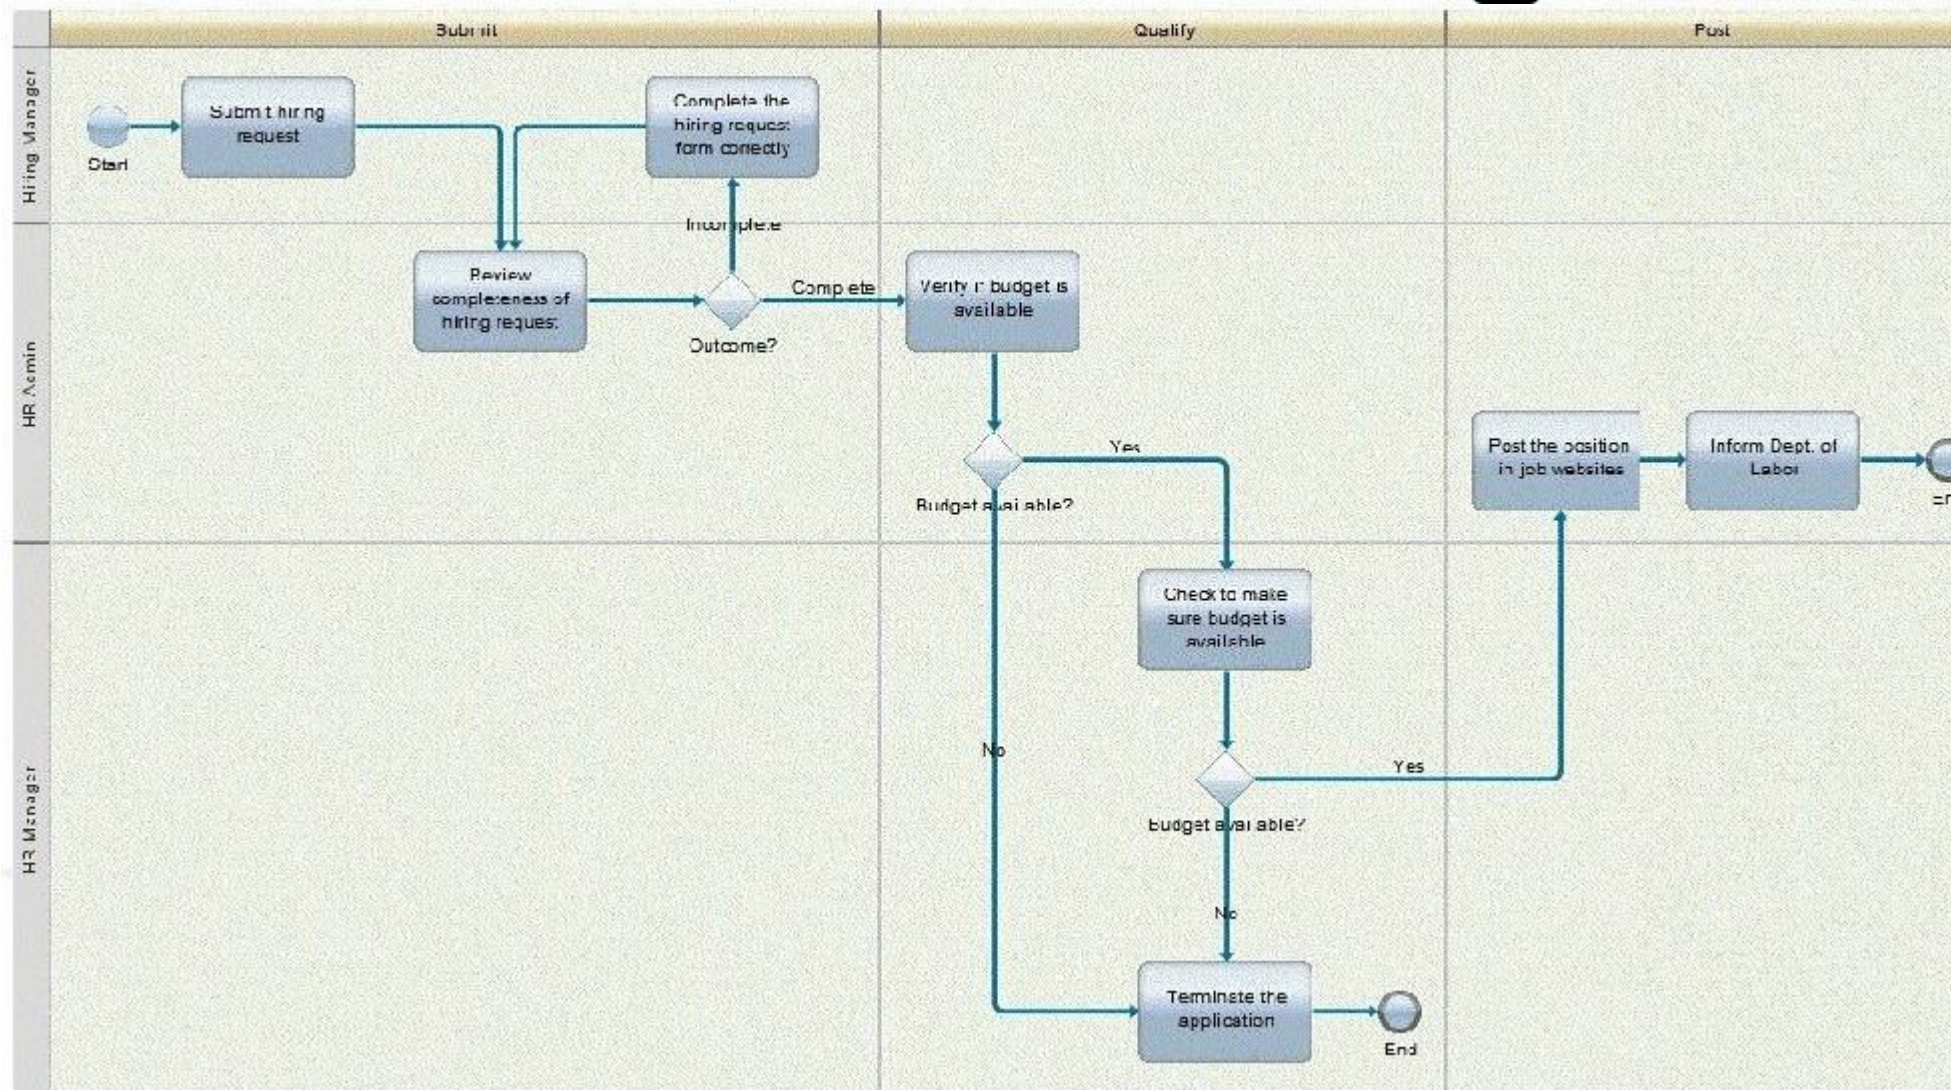 Submit
Qualify
Post
Hiring Manager
Start
Submit hiring
request
Complete the
hiring request
form correctly
Incomplete
HR Admin
Review
completeness of
hiring request
Outcome?
Complete
Verify if budget is
available
Budget available?
Yes
Post the position
in job websites
Inform Dept. of
Labor
HR Manager
Check to make
sure budget is
available
No
Budget available?
Yes
No
Terminate the
application
End